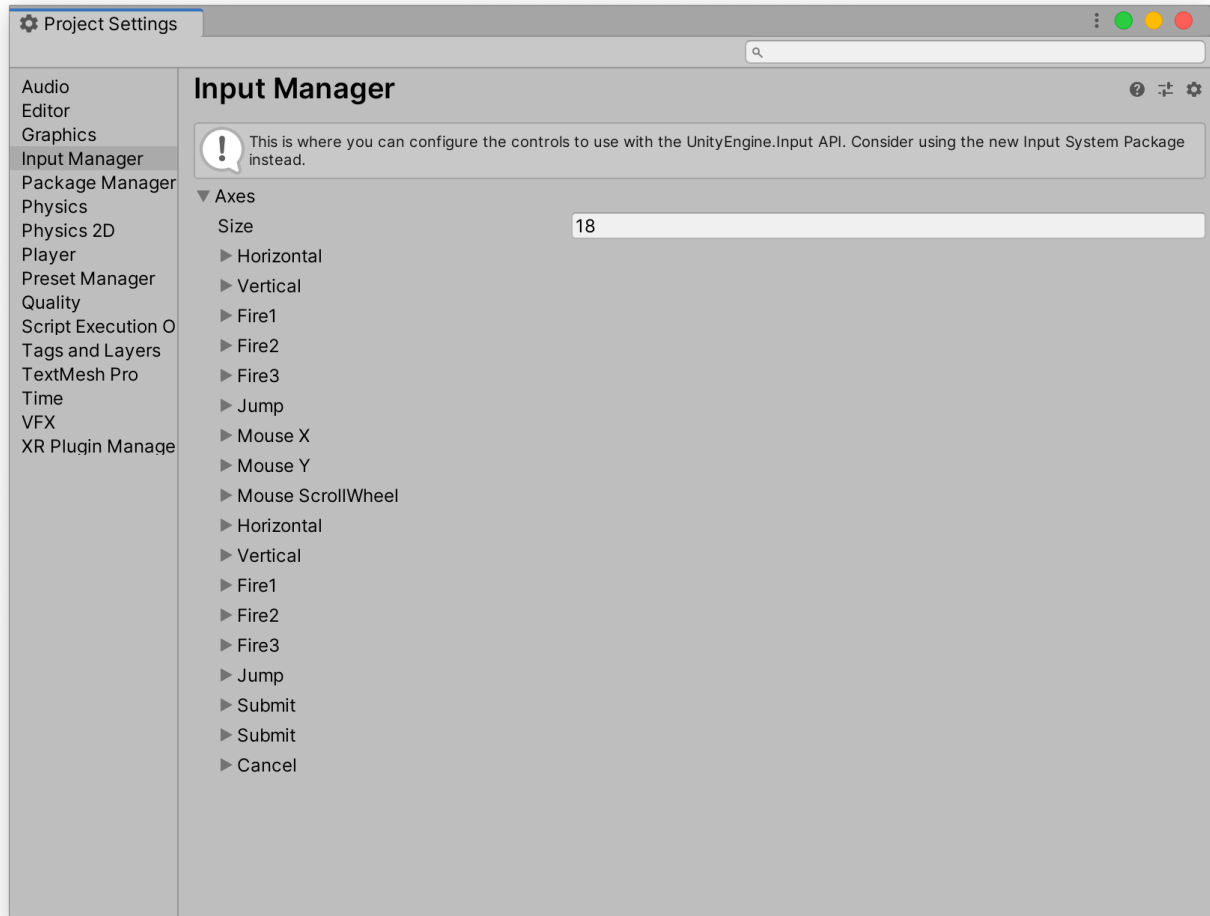 Project Settings
Audio
Editor
Graphics
Input Manager
Package Manager
Physics
Physics 2D
Player
Preset Manager
Quality
Script Execution O
Tags and Layers
TextMesh Pro
Time
VFX
XR Plugin Manage
Input Manager
This is where you can configure the controls to use with the UnityEngine.Input API. Consider using the new Input System Package
instead.
Axes
Size 18
Horizontal
Vertical
Fire1
Fire2
Fire3
Jump
Mouse X
Mouse Y
Mouse ScrollWheel
Horizontal
Vertical
Fire1
Fire2
Fire3
Jump
Submit
Submit
Cancel